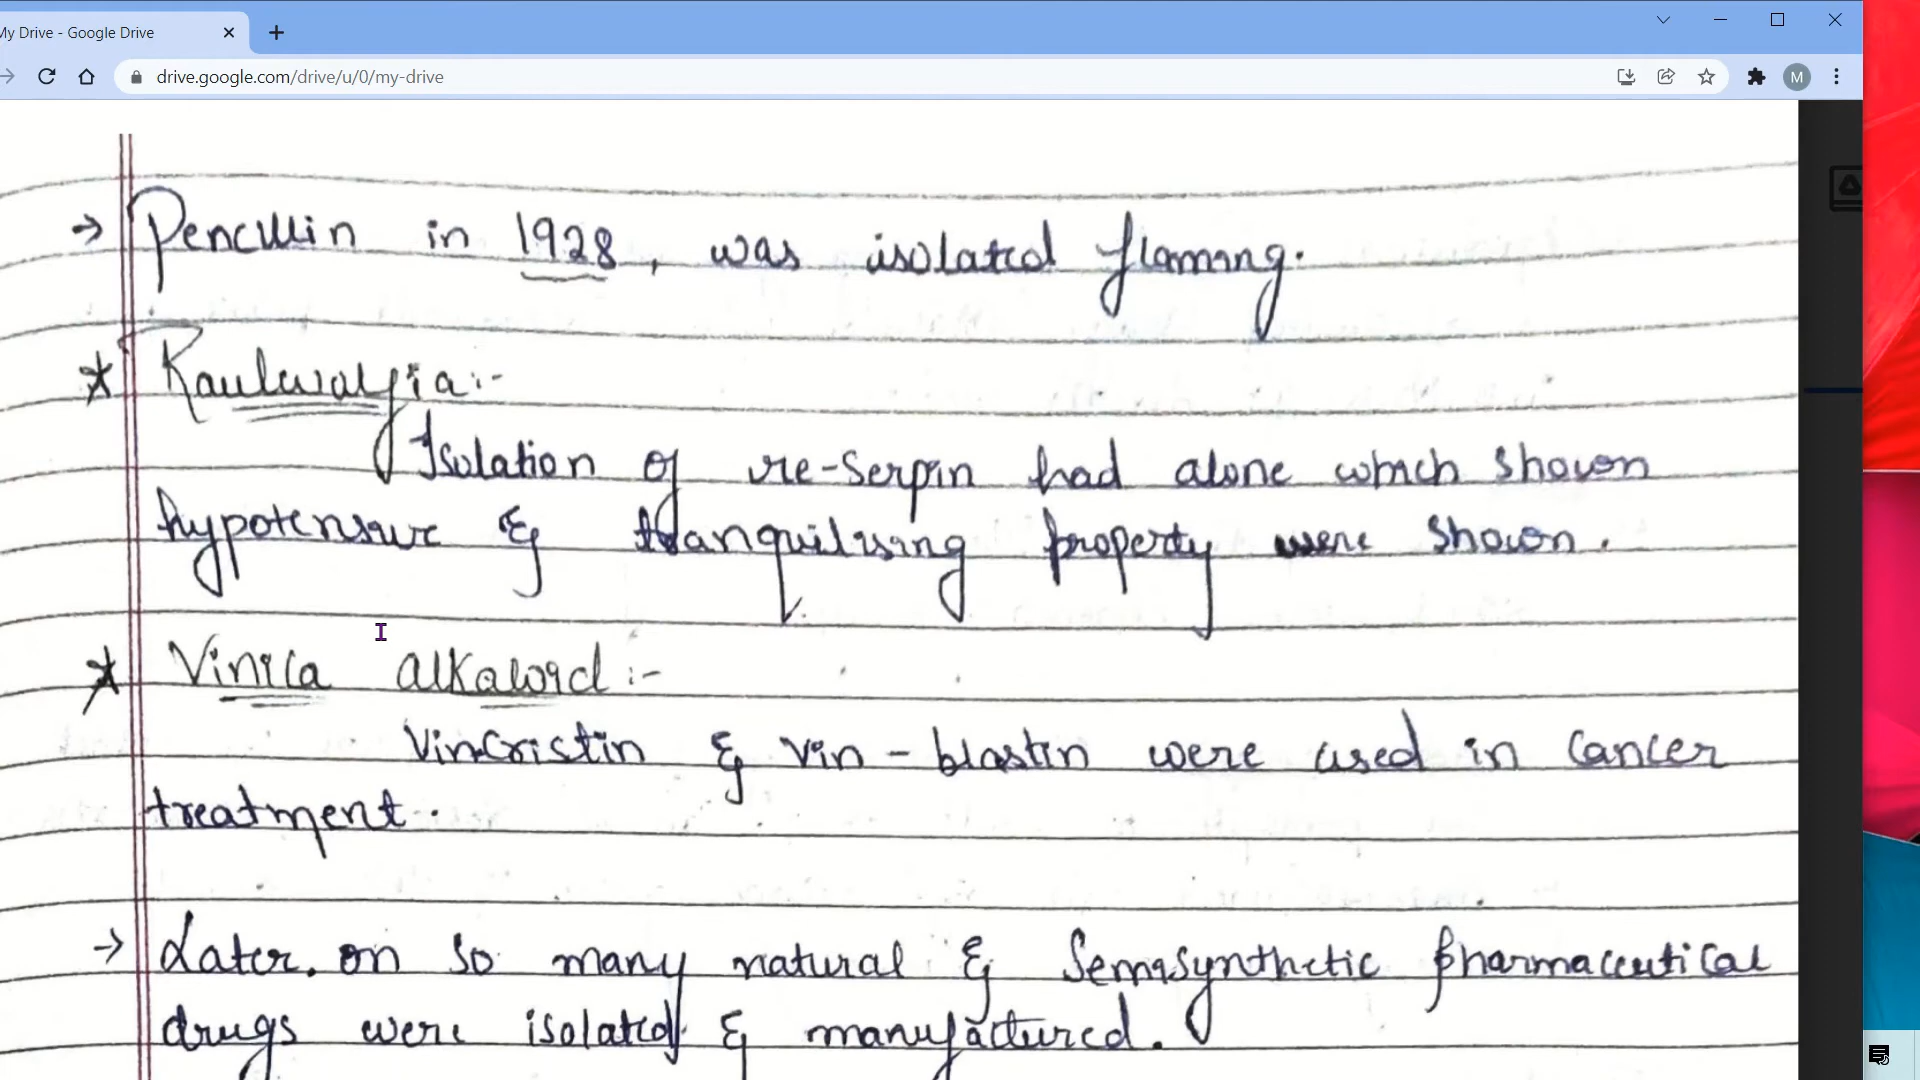 My Drive - Google Drive
drive.google.com/drive/u/0/my-drive
M
→ Pencillin in 1928, was isolated flaming.
* Raulwalfia :-
Isolation of re-serpin had alone which shown
hypotensive & tranquilising property were shown.
* Vinica alkaloid :-
Vincristin & vin - blastin were used in cancer
treatment.
→ Later. on so many natural & Semisynthetic pharmaceutical
drugs were isolated & manufactured.